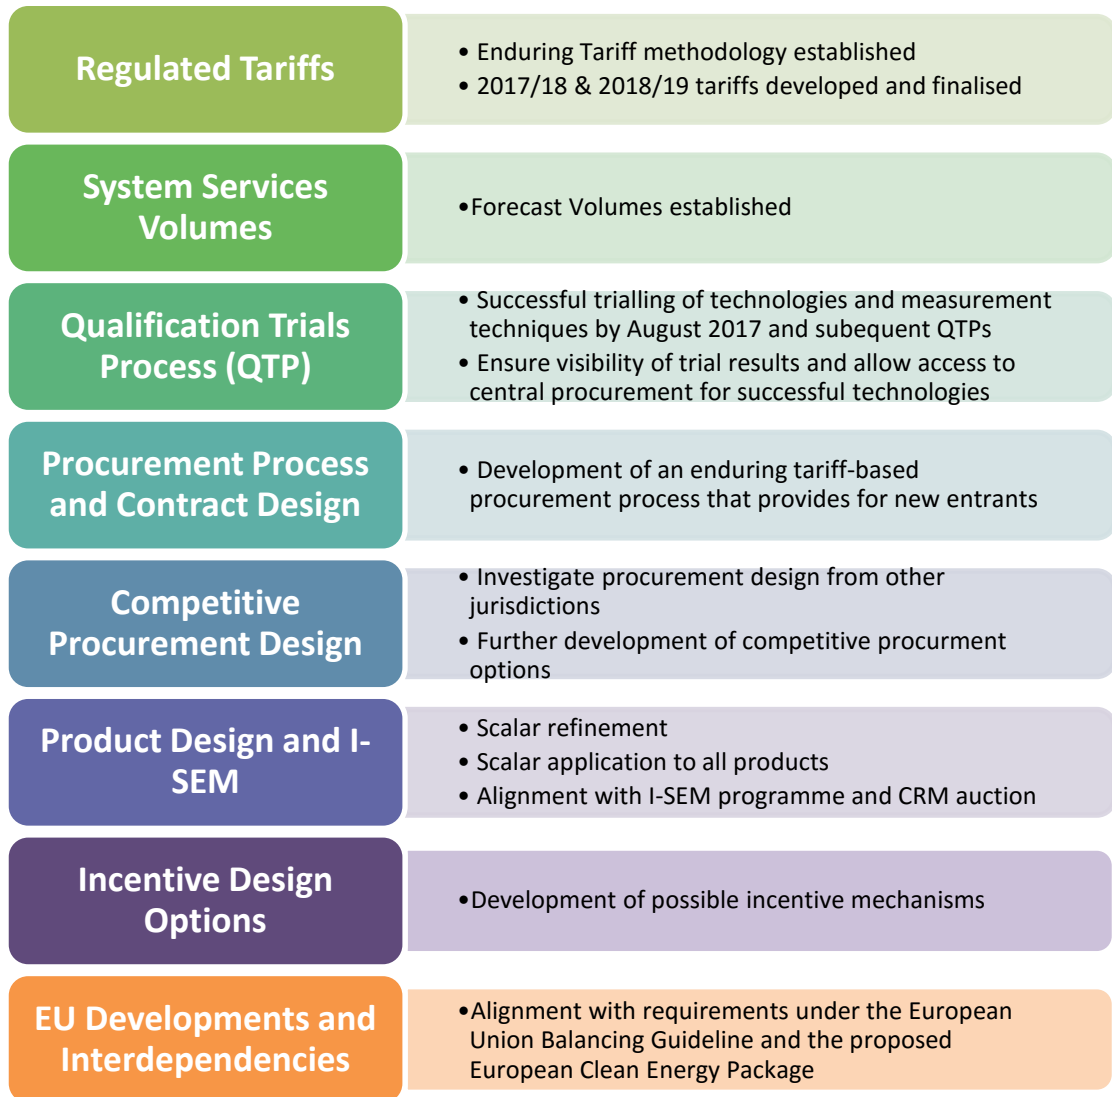 Regulated Tariffs
• Enduring Tariff methodology established
• 2017/18 & 2018/19 tariffs developed and finalised
System Services
Volumes
•Forecast Volumes established
Qualification Trials
Process (QTP)
• Successful trialling of technologies and measurement
techniques by August 2017 and subequent QTPs
• Ensure visibility of trial results and allow access to
central procurement for successful technologies
Procurement Process
and Contract Design
• Development of an enduring tariff-based
procurement process that provides for new entrants
Competitive
Procurement Design
• Investigate procurement design from other
jurisdictions
• Further development of competitive procurment
options
Product Design and I-
SEM
• Scalar refinement
• Scalar application to all products
• Alignment with I-SEM programme and CRM auction
Incentive Design
Options
•Development of possible incentive mechanisms
EU Developments and
Interdependencies
•Alignment with requirements under the European
Union Balancing Guideline and the proposed
European Clean Energy Package